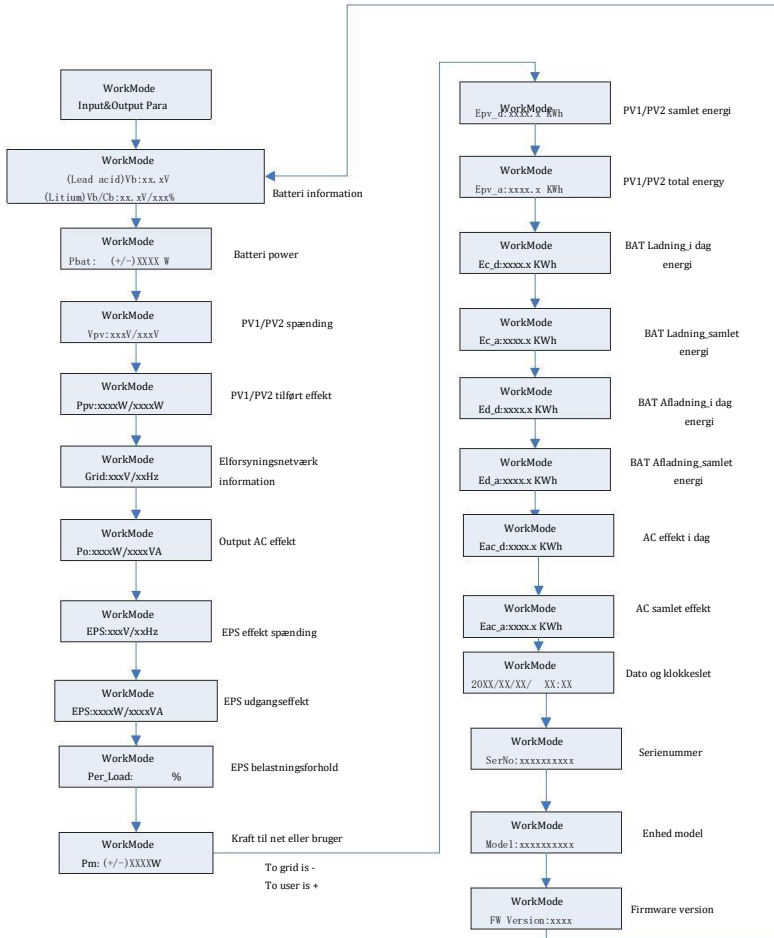 WorkMode
Input&Output Para
WorkMode
(Lead acid)Vb:xx. xV
(Litium)Vb/Cb:xx. xV/xxx%
Batteri information
WorkMode
Pbat: (+/-)XXXX W
Batteri power
WorkMode
Vpv:xxxV/xxxV
PV1/PV2 spænding
WorkMode
Ppv:xxxxW/xxxxW
PV1/PV2 tilført effekt
WorkMode
Grid:xxxV/xxHz
Elforsyningsnetværk
information
WorkMode
Po:xxxxW/xxxxVA
Output AC effekt
WorkMode
EPS:xxxV/xxHz
EPS effekt spænding
WorkMode
EPS:xxxxW/xxxxVA
EPS udgangseffekt
WorkMode
Per_Load: %
EPS belastningsforhold
WorkMode
Pm: (+/-)XXXXW
Kraft til net eller bruger
To grid is -
To user is +
WorkMode
Epv_d:xxxx.x KWh
PV1/PV2 samlet energi
WorkMode
Epv_a:xxxx.x KWh
PV1/PV2 total energy
WorkMode
Ec_d:xxxx.x KWh
BAT Ladning_i dag
energi
WorkMode
Ec_a:xxxx.x KWh
BAT Ladning_samlet
energi
WorkMode
Ed_d:xxxx.x KWh
BAT Afladning_i dag
energi
WorkMode
Ed_a:xxxx.x KWh
BAT Afladning_samlet
energi
WorkMode
Eac_d:xxxx.x KWh
AC effekt i dag
WorkMode
Eac_a:xxxx.x KWh
AC samlet effekt
WorkMode
20XX/XX/XX/ XX:XX
Dato og klokkeslet
WorkMode
SerNo:xxxxxxxxxx
Serienummer
WorkMode
Model:xxxxxxxxxx
Enhed model
WorkMode
FW Version:xxxx
Firmware version